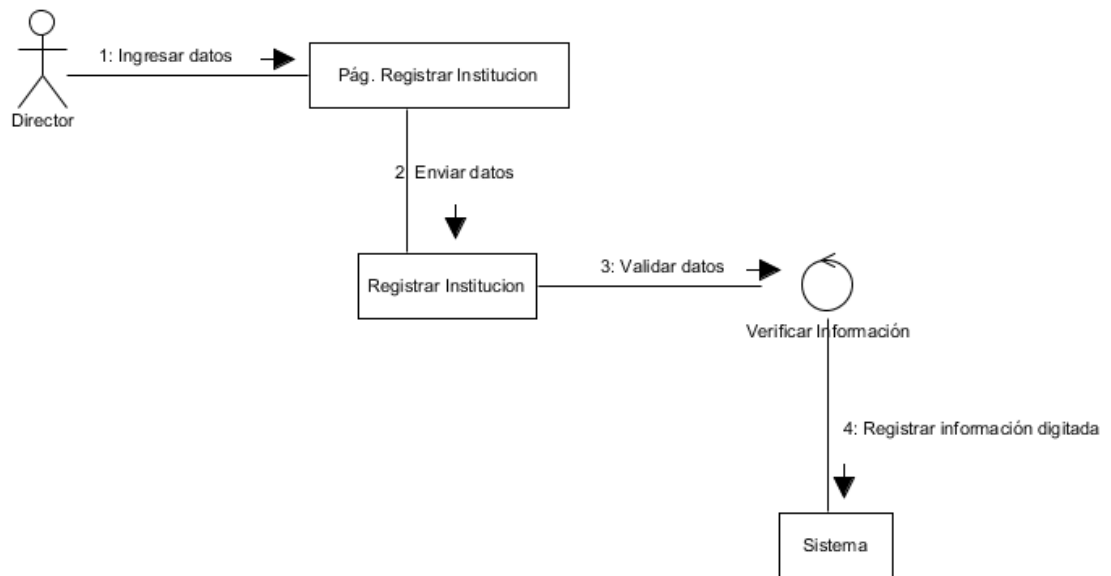 1: Ingresar datos
Pág. Registrar Institucion
Director
2 Enviar datos
Registrar Institucion
3: Validar datos
Verificar Información
4: Registrar información digitada
Sistema